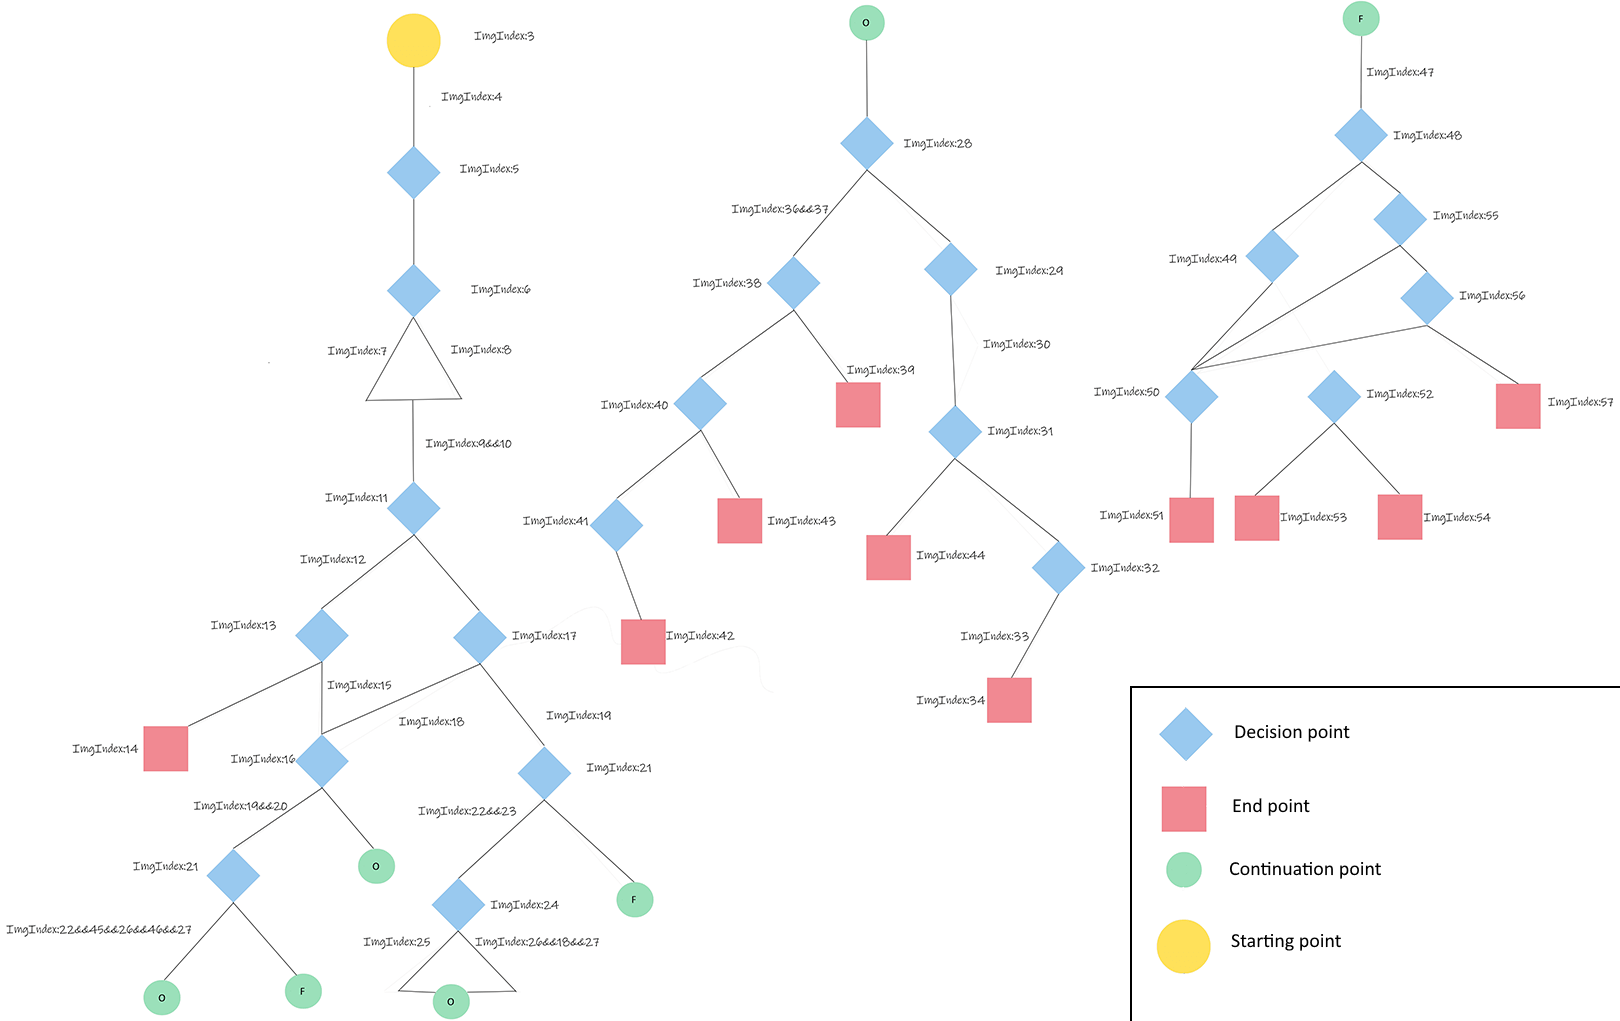 ImgIndex:3
ImgIndex:4
ImgIndex:5
ImgIndex:6
ImgIndex:7
ImgIndex:8
ImgIndex:9&&10
ImgIndex:11
ImgIndex:12
ImgIndex:13
ImgIndex:17
ImgIndex:15
ImgIndex:18
ImgIndex:19
ImgIndex:14
ImgIndex:16
ImgIndex:21
ImgIndex:19&&20
ImgIndex:22&&23
ImgIndex:21
O
F
ImgIndex:24
ImgIndex:22&&45&&26&&46&&27
ImgIndex:25
ImgIndex:26&&18&&27
O
F
O
O
ImgIndex:28
ImgIndex:36&&37
ImgIndex:38
ImgIndex:29
ImgIndex:30
ImgIndex:39
ImgIndex:40
ImgIndex:31
ImgIndex:41
ImgIndex:43
ImgIndex:44
ImgIndex:32
ImgIndex:42
ImgIndex:33
ImgIndex:34
F
ImgIndex:47
ImgIndex:48
ImgIndex:55
ImgIndex:49
ImgIndex:56
ImgIndex:50
ImgIndex:52
ImgIndex:57
ImgIndex:51
ImgIndex:53
ImgIndex:54
Decision point
End point
Continuation point
Starting point